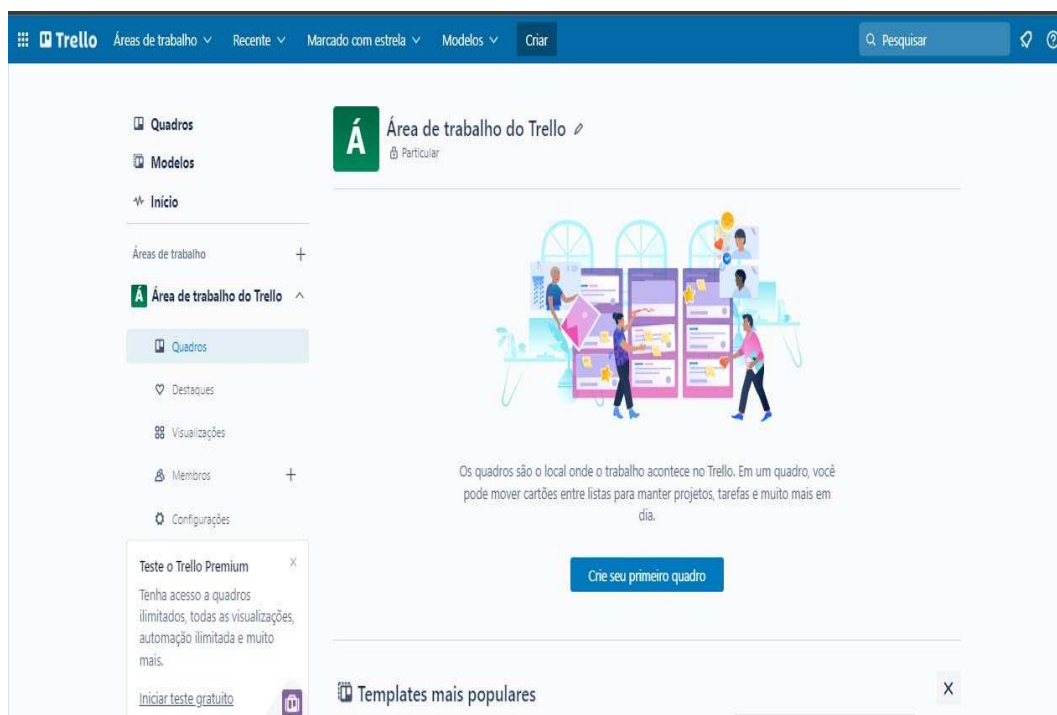 Trello Áreas de trabalho Recente Marcado com estrela Modelos Criar Pesquisar
Quadros
Modelos
Início
Áreas de trabalho
Á Área de trabalho do Trello
Quadros
Destaques
Visualizações
Membros
Configurações
Teste o Trello Premium
Tenha acesso a quadros
ilimitados, todas as visualizações,
automação ilimitada e muito
mais.
Iniciar teste gratuito
Á
Área de trabalho do Trello
Particular
Os quadros são o local onde o trabalho acontece no Trello. Em um quadro, você
pode mover cartões entre listas para manter projetos, tarefas e muito mais em
dia.
Crie seu primeiro quadro
Templates mais populares